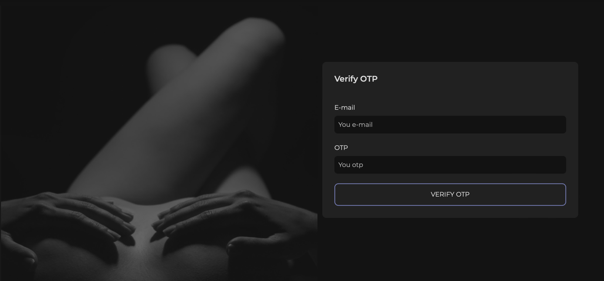 Verify OTP
E-mail
You e-mail
OTP
You otp
VERIFY OTP